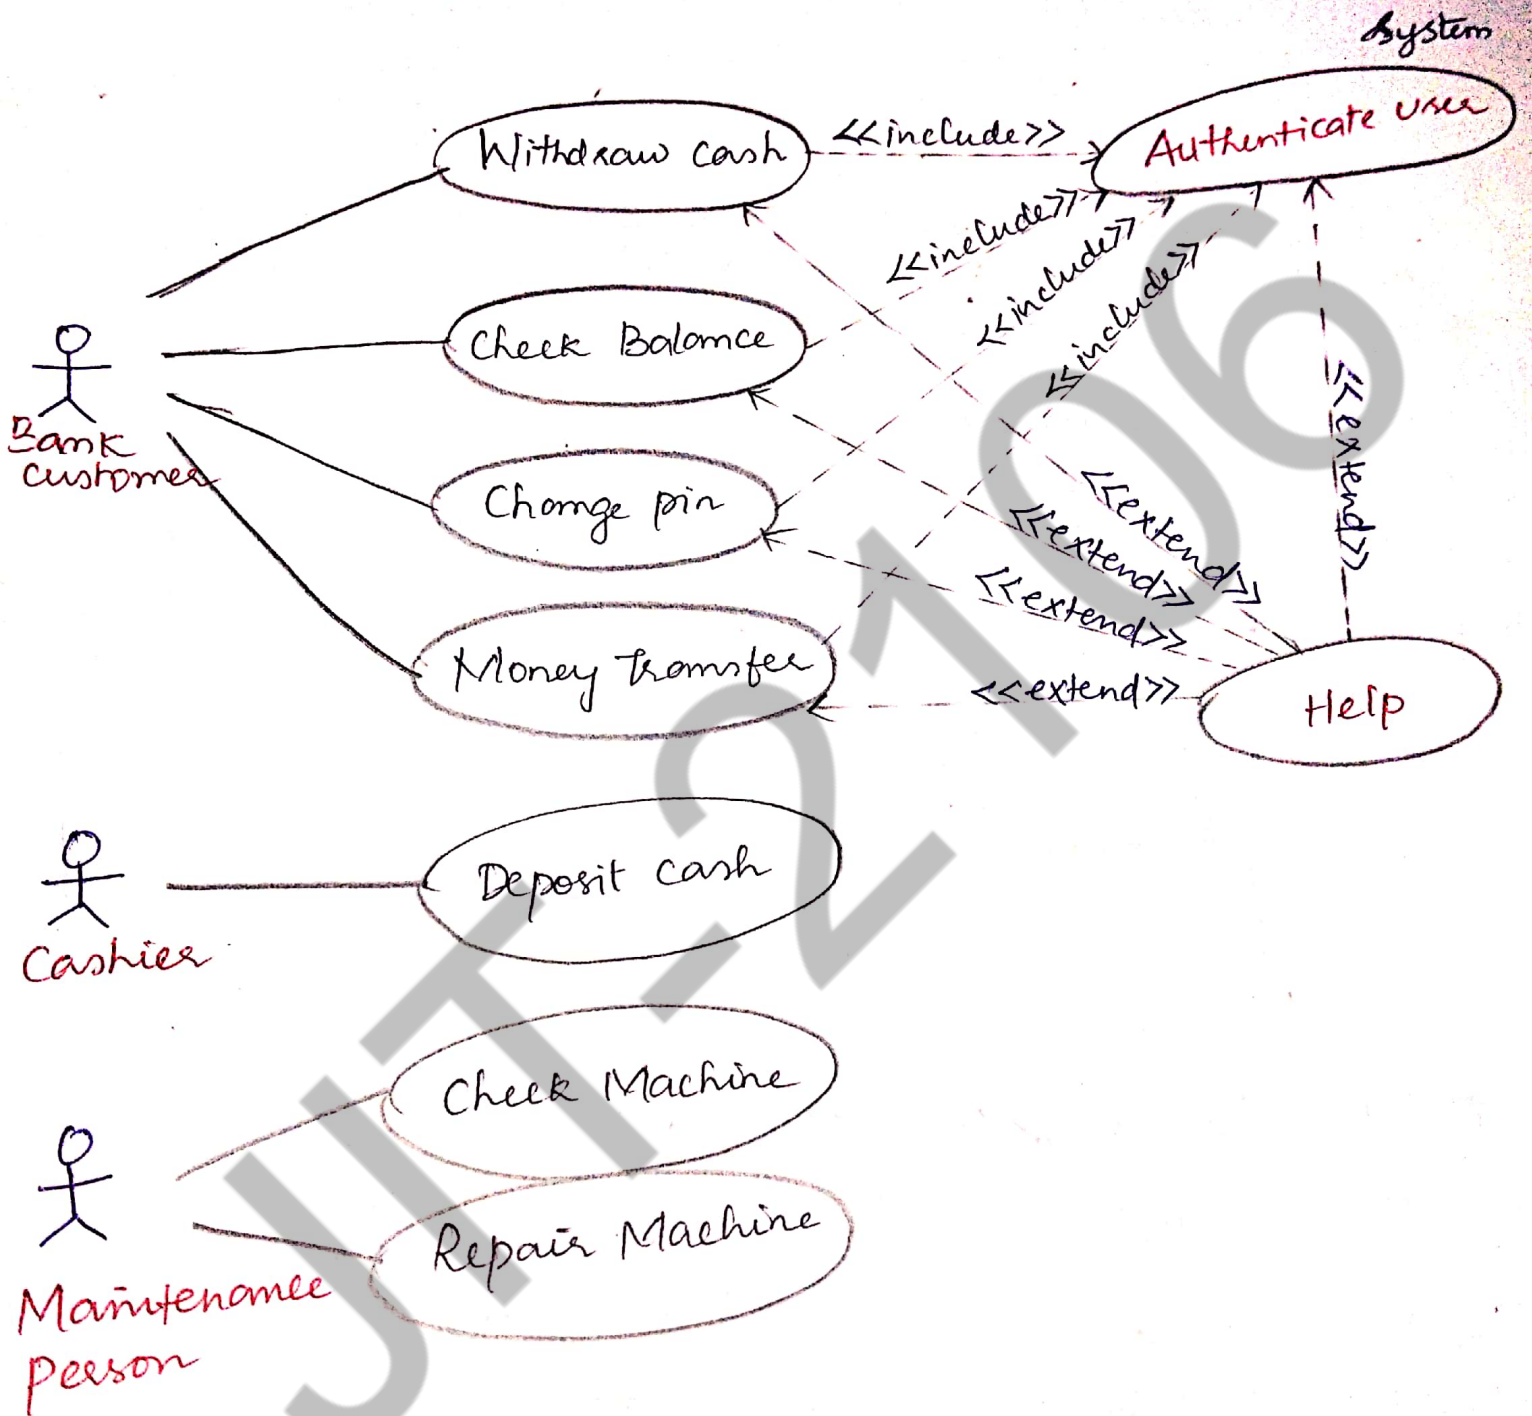 System
Withdraw cash
<<include>>
Authenticate user
<<include>>
<<include>>
<<include>>
Check Balance
Bank
customer
<<extend>>
Change pin
<<extend>>
<<extend>>
<<extend>>
Money Transfer
<<extend>>
Help
Deposit cash
Cashier
Check Machine
Repair Machine
Maintenance
person
JIT-2106